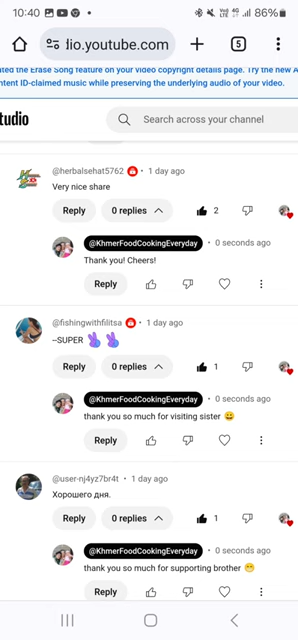 10:40
4G
86%
lio.youtube.com
5
ted the Erase Song feature on your video copyright details page. Try the new A
ntent ID-claimed music while preserving the underlying audio of your video.
tudio
Search across your channel
@herbalsehat5762 • 1 day ago
Very nice share
Reply 0 replies 2
@KhmerFoodCookingEveryday • 0 seconds ago
Thank you! Cheers!
Reply
@fishingwithfilitsa • 1 day ago
--SUPER
Reply 0 replies 1
@KhmerFoodCookingEveryday • 0 seconds ago
thank you so much for visiting sister 😀
Reply
@user-nj4yz7br4t • 1 day ago
Хорошего дня.
Reply 0 replies 1
@KhmerFoodCookingEveryday • 0 seconds ago
thank you so much for supporting brother 😁
Reply